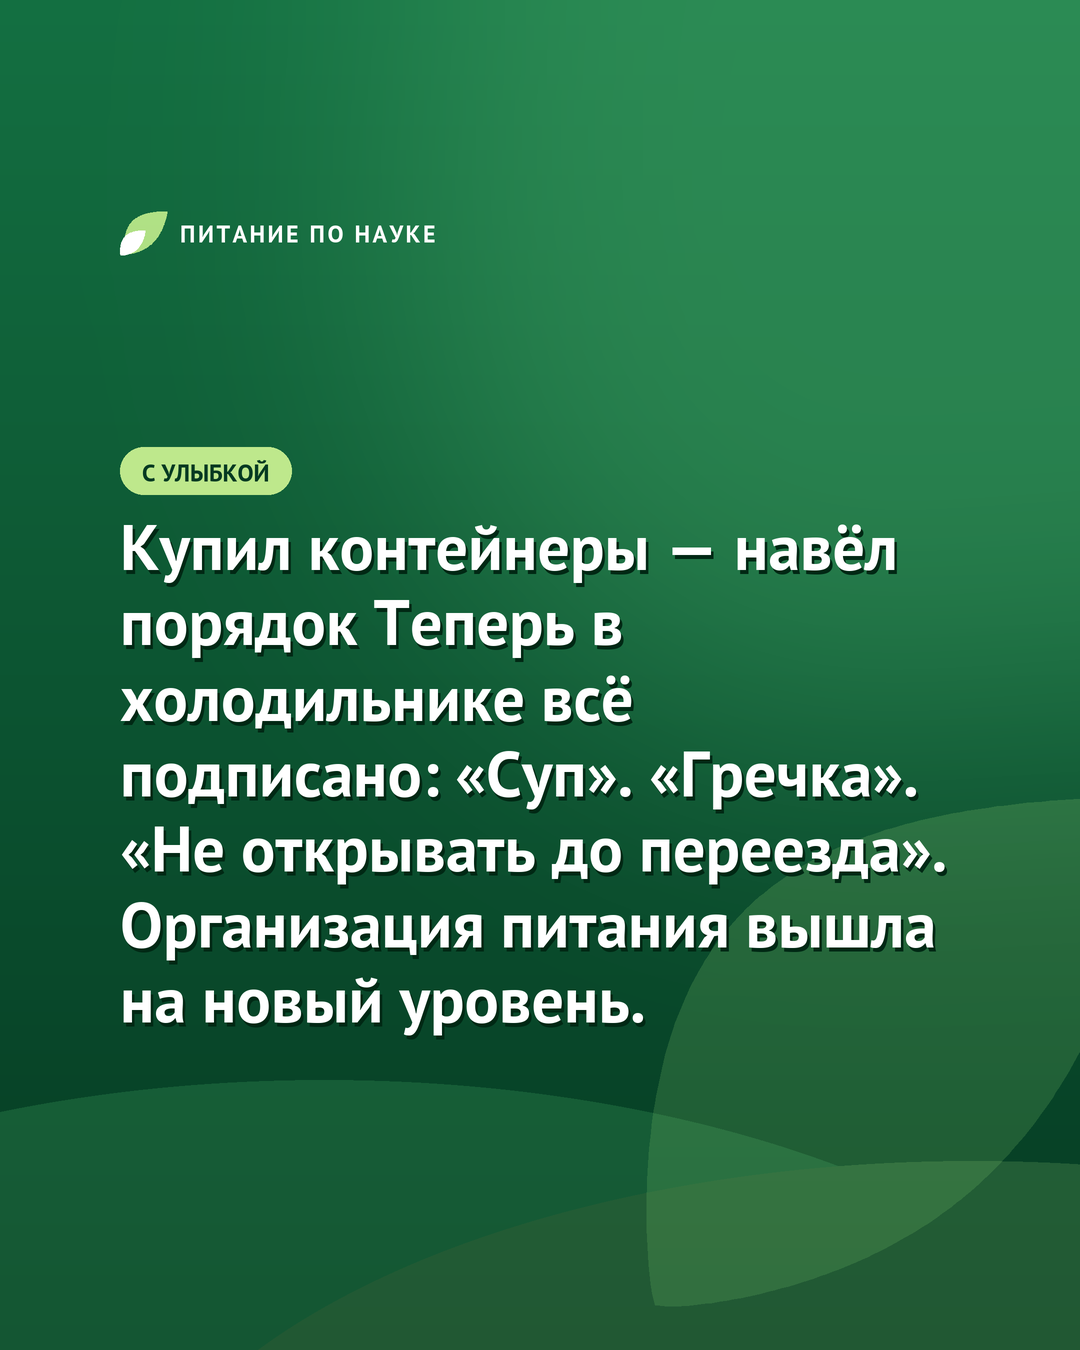 ПИТАНИЕ ПО НАУКЕ
С УЛЫБКОЙ
Купил контейнеры — навёл
порядок Теперь в
холодильнике всё
подписано: «Суп». «Гречка».
«Не открывать до переезда».
Организация питания вышла
на новый уровень.